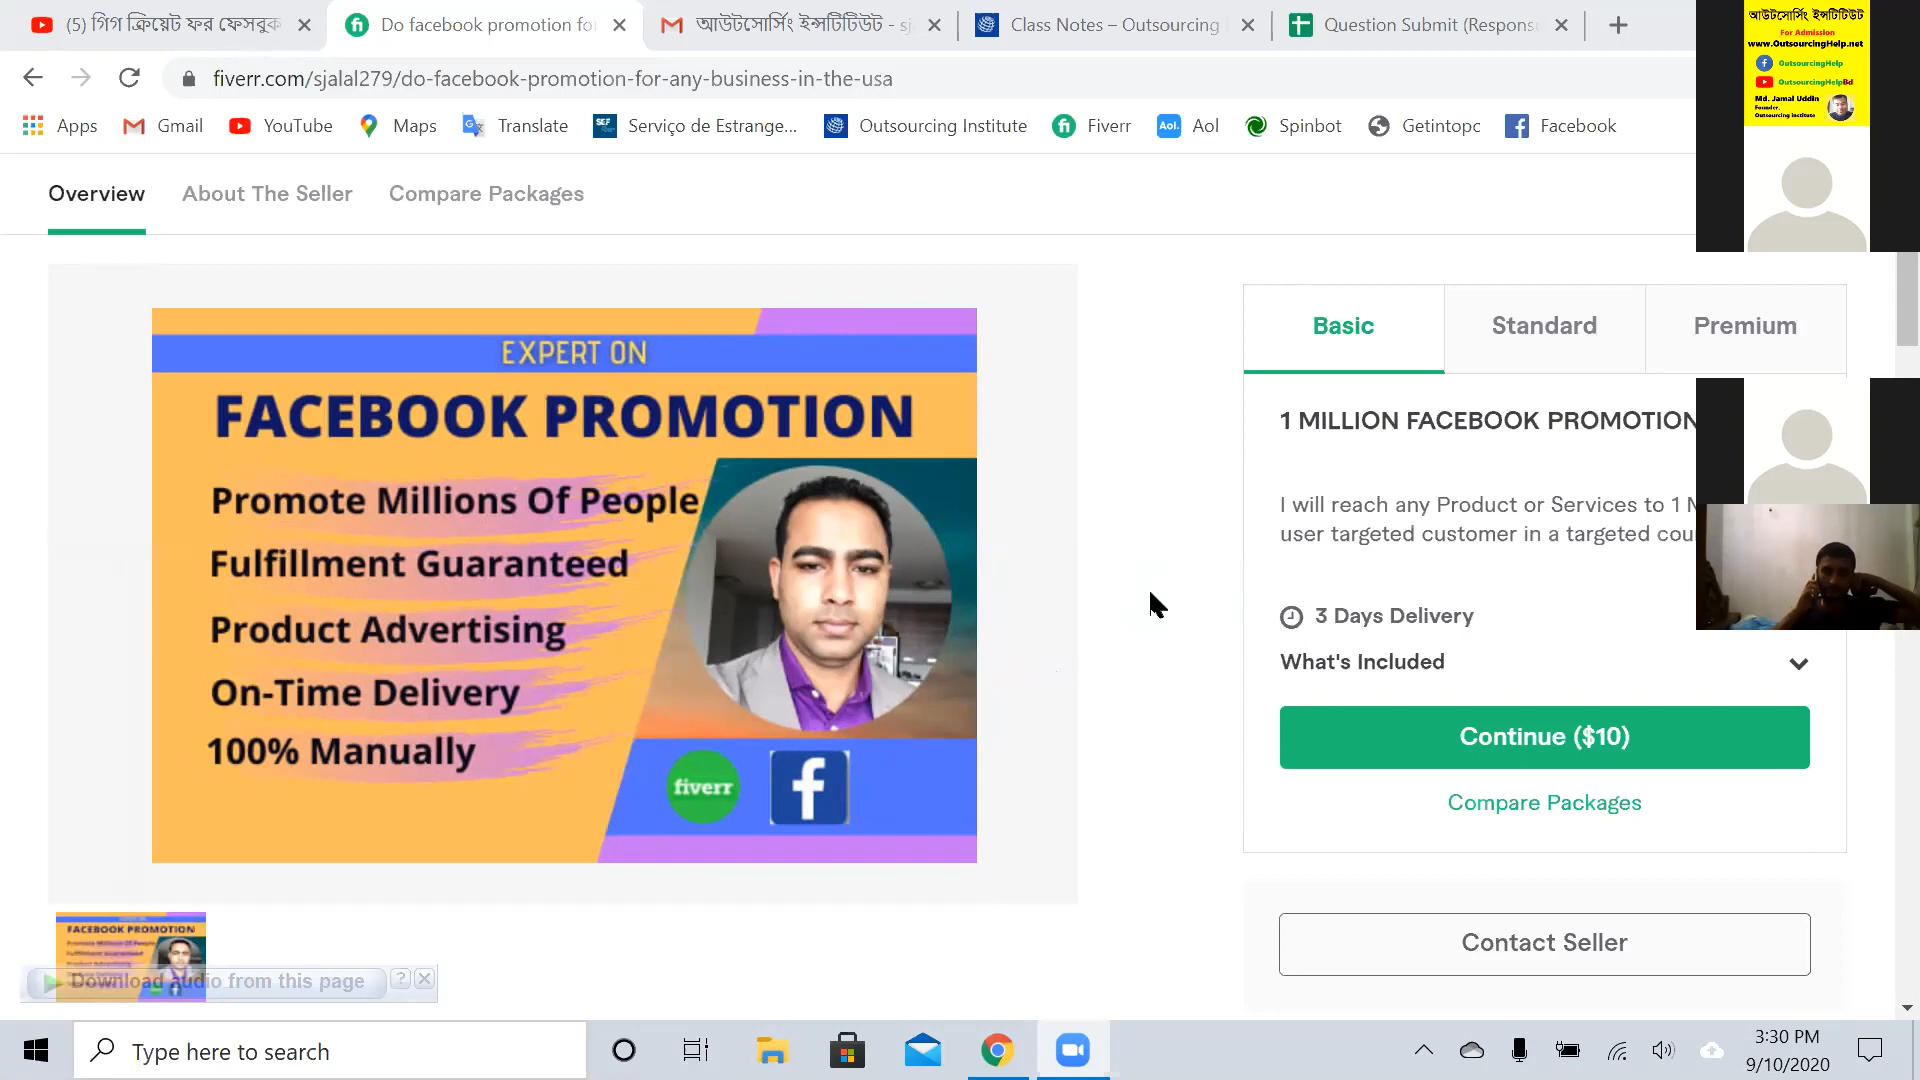 (5) গিগ ক্রিয়েট ফর ফেসবুক
Do facebook promotion for
আউটসোর্সিং ইন্সটিটিউট - sj
Class Notes – Outsourcing
Question Submit (Respons
fiverr.com/sjalal279/do-facebook-promotion-for-any-business-in-the-usa
Apps
Gmail
YouTube
Maps
Translate
Serviço de Estrange...
Outsourcing Institute
Fiverr
Aol.
Aol
Spinbot
Getintopc
Facebook
আউটসোর্সিং ইন্সটিটিউট
For Admission
www.OutsourcingHelp.net
OutsourcingHelp
OutsourcingHelpBd
Md. Jamal Uddin
Founder,
Outsourcing Institute
Overview
About The Seller
Compare Packages
EXPERT ON
FACEBOOK PROMOTION
Promote Millions Of People
Fulfillment Guaranteed
Product Advertising
On-Time Delivery
100% Manually
fiverr
Basic
Standard
Premium
1 MILLION FACEBOOK PROMOTION
I will reach any Product or Services to 1 M
user targeted customer in a targeted cou
3 Days Delivery
What's Included
Continue ($10)
Compare Packages
Contact Seller
FACEBOOK PROMOTION
Download audio from this page
?
Type here to search
3:30 PM
9/10/2020